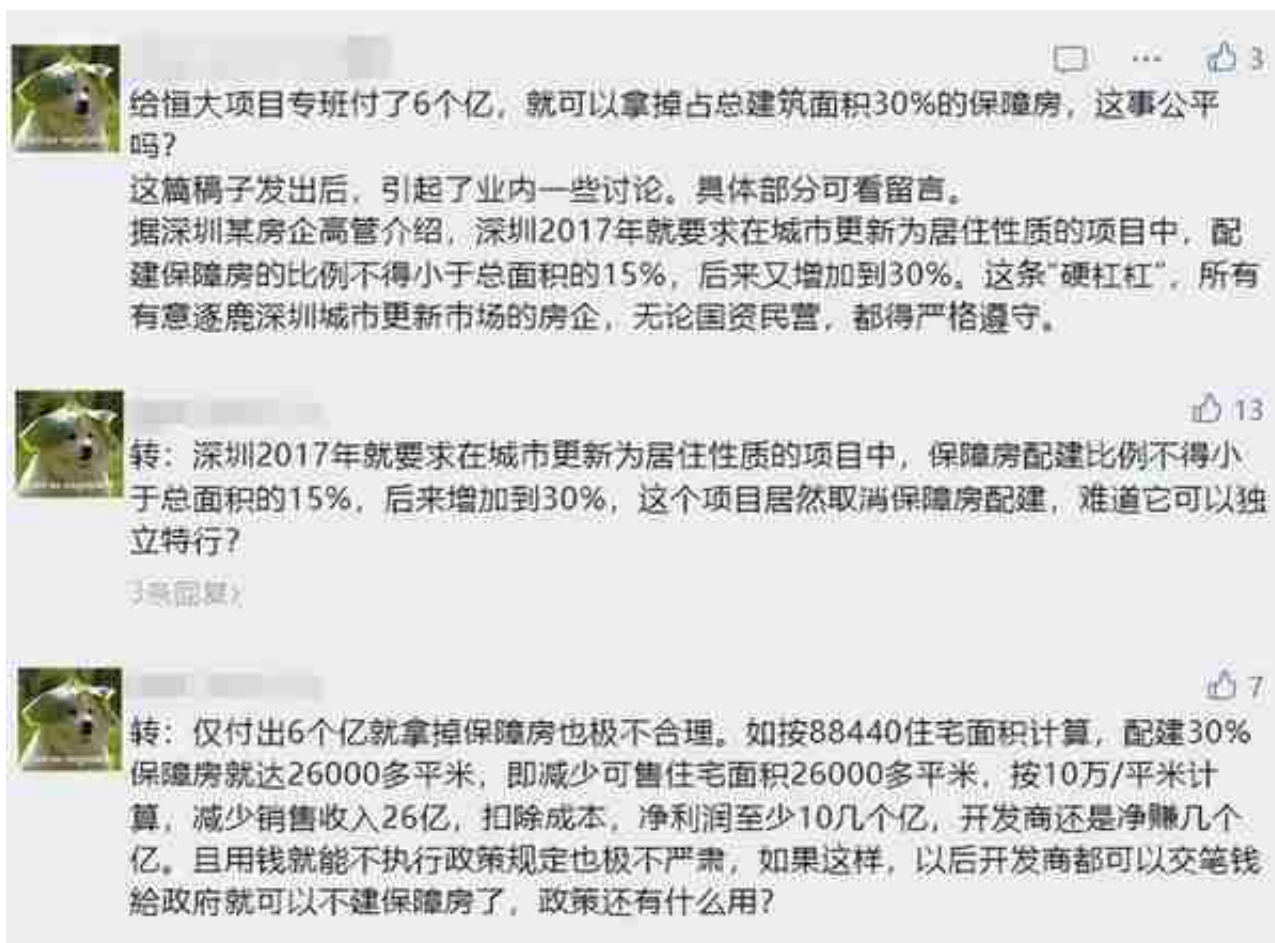 3
给恒大项目专班付了6个亿，就可以拿掉占总建筑面积30%的保障房，这事公平
吗？
这篇稿子发出后，引起了业内一些讨论。具体部分可看留言。
据深圳某房企高管介绍，深圳2017年就要求在城市更新为居住性质的项目中，配
建保障房的比例不得小于总面积的15%，后来又增加到30%。这条“硬杠杠”，所有
有意逐鹿深圳城市更新市场的房企，无论国资民营，都得严格遵守。
13
转：深圳2017年就要求在城市更新为居住性质的项目中，保障房配建比例不得小
于总面积的15%，后来增加到30%，这个项目居然取消保障房配建，难道它可以独
立特行？
3条回复>
7
转：仅付出6个亿就拿掉保障房也极不合理。如按88440住宅面积计算，配建30%
保障房就达26000多平米，即减少可售住宅面积26000多平米，按10万/平米计
算，减少销售收入26亿，扣除成本，净利润至少10几个亿，开发商还是净赚几个
亿。且用钱就能不执行政策规定也极不严肃，如果这样，以后开发商都可以交笔钱
给政府就可以不建保障房了，政策还有什么用？